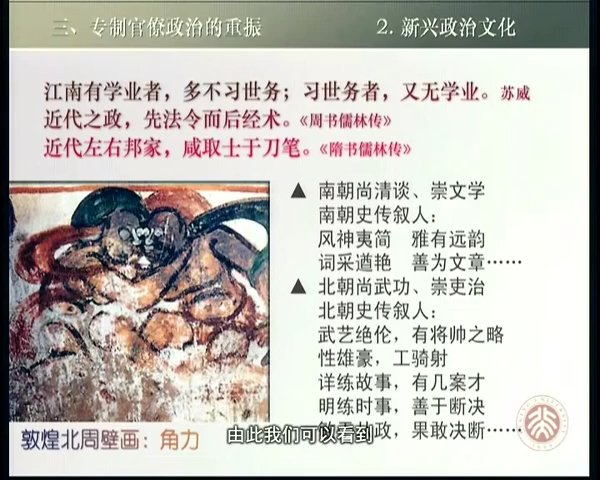 三、专制官僚政治的重振
2. 新兴政治文化
江南有学业者，多不习世务；习世务者，又无学业。苏威
近代之政，先法令而后经术。《周书儒林传》
近代左右邦家，咸取士于刀笔。《隋书儒林传》
▲ 南朝尚清谈、崇文学
南朝史传叙人：
风神夷简 雅有远韵
词采遒艳 善为文章……
▲ 北朝尚武功、崇吏治
北朝史传叙人：
武艺绝伦，有将帅之略
性雄豪，工骑射
详练故事，有几案才
明练时事，善于断决
政，果敢决断……
敦煌北周壁画：角力
由此我们可以看到